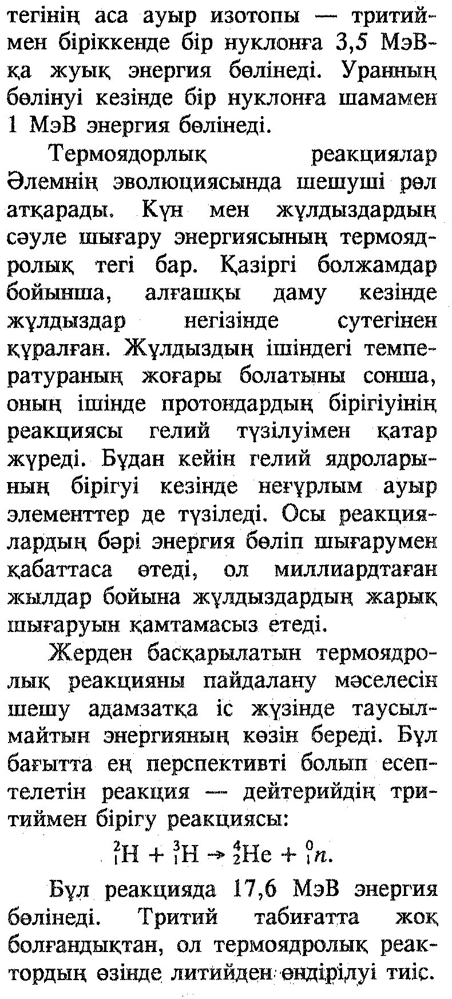 тегінің аса ауыр изотопы — тритий-
мен біріккенде бір нуклонға 3,5 МэВ-
қа жуық энергия бөлінеді. Уранның
бөлінуі кезінде бір нуклонға шамамен
1 МэВ энергия бөлінеді.
Термоядорлық реакциялар
Әлемнің эволюциясында шешуші рөл
атқарады. Күн мен жұлдыздардың
сәуле шығару энергиясының термояд-
ролық тегі бар. Қазіргі болжамдар
бойынша, алғашқы даму кезінде
жұлдыздар негізінде сутегінен
құралған. Жұлдыздың ішіндегі темпе-
ратураның жоғары болатыны сонша,
оның ішінде протондардың бірігіуінің
реакциясы гелий түзілуімен қатар
жүреді. Бұдан кейін гелий ядролары-
ның бірігуі кезінде неғұрлым ауыр
элементтер де түзіледі. Осы реакция-
лардың бәрі энергия бөліп шығарумен
қабаттаса өтеді, ол миллиардтаған
жылдар бойына жұлдыздардың жарық
шығаруын қамтамасыз етеді.
Жерден басқарылатын термоядро-
лық реакцияны пайдалану мәселесін
шешу адамзатқа іс жүзінде таусыл-
майтын энергияның көзін береді. Бұл
бағытта ең перспективті болып есеп-
телетін реакция — дейтерийдің три-
тиймен бірігу реакциясы:
²₁H + ³₁H → ⁴₂He + ⁰₁n.
Бұл реакцияда 17,6 МэВ энергия
бөлінеді. Тритий табиғатта жоқ
болғандықтан, ол термоядролық реак-
тордың өзінде литийден өндірілуі тиіс.